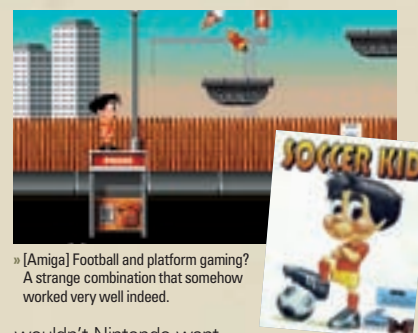 SOCCER KID
» [Amiga] Football and platform gaming?
A strange combination that somehow
worked very well indeed.
wouldn't Nintendo want